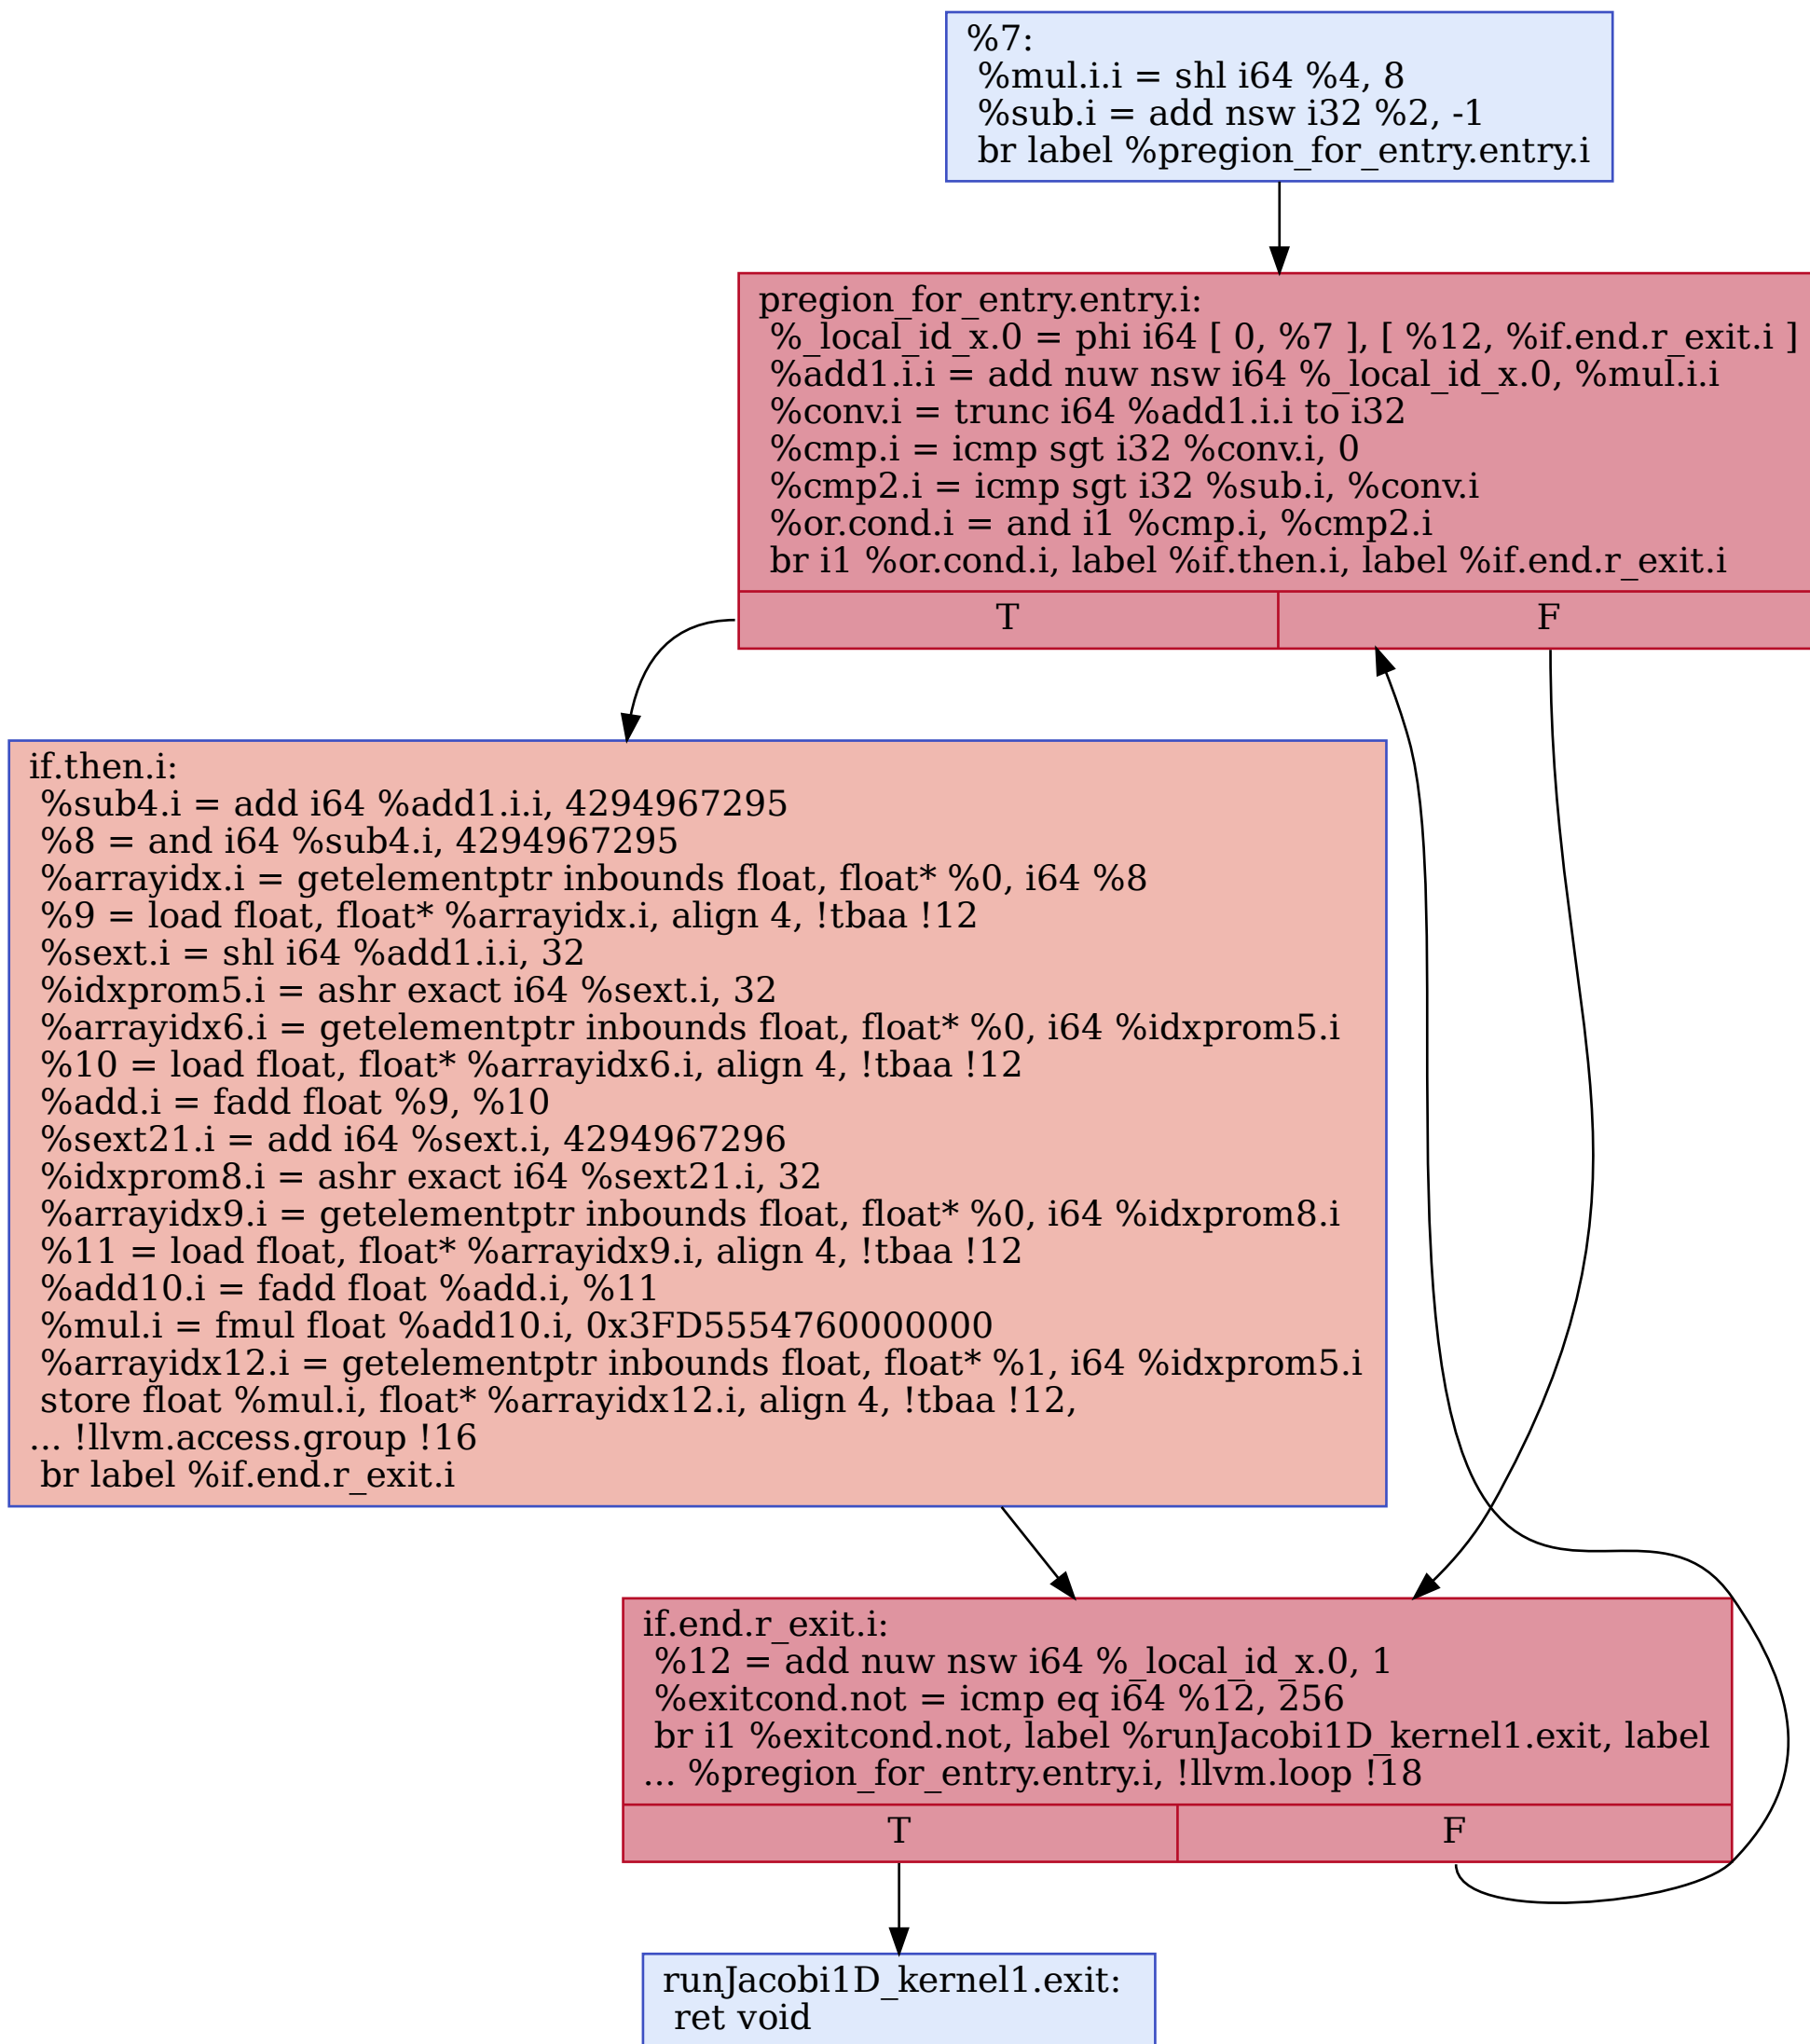 %7:
%mul.i.i = shl i64 %4, 8
%sub.i = add nsw i32 %2, -1
br label %pregion_for_entry.entry.i
pregion_for_entry.entry.i:
%_local_id_x.0 = phi i64 [ 0, %7 ], [ %12, %if.end.r_exit.i ]
%add1.i.i = add nuw nsw i64 %_local_id_x.0, %mul.i.i
%conv.i = trunc i64 %add1.i.i to i32
%cmp.i = icmp sgt i32 %conv.i, 0
%cmp2.i = icmp sgt i32 %sub.i, %conv.i
%or.cond.i = and i1 %cmp.i, %cmp2.i
br i1 %or.cond.i, label %if.then.i, label %if.end.r_exit.i
T F
if.then.i:
%sub4.i = add i64 %add1.i.i, 4294967295
%8 = and i64 %sub4.i, 4294967295
%arrayidx.i = getelementptr inbounds float, float* %0, i64 %8
%9 = load float, float* %arrayidx.i, align 4, !tbaa !12
%sext.i = shl i64 %add1.i.i, 32
%idxprom5.i = ashr exact i64 %sext.i, 32
%arrayidx6.i = getelementptr inbounds float, float* %0, i64 %idxprom5.i
%10 = load float, float* %arrayidx6.i, align 4, !tbaa !12
%add.i = fadd float %9, %10
%sext21.i = add i64 %sext.i, 4294967296
%idxprom8.i = ashr exact i64 %sext21.i, 32
%arrayidx9.i = getelementptr inbounds float, float* %0, i64 %idxprom8.i
%11 = load float, float* %arrayidx9.i, align 4, !tbaa !12
%add10.i = fadd float %add.i, %11
%mul.i = fmul float %add10.i, 0x3FD5554760000000
%arrayidx12.i = getelementptr inbounds float, float* %1, i64 %idxprom5.i
store float %mul.i, float* %arrayidx12.i, align 4, !tbaa !12,
... !llvm.access.group !16
br label %if.end.r_exit.i
if.end.r_exit.i:
%12 = add nuw nsw i64 %_local_id_x.0, 1
%exitcond.not = icmp eq i64 %12, 256
br i1 %exitcond.not, label %runJacobi1D_kernel1.exit, label
... %pregion_for_entry.entry.i, !llvm.loop !18
T F
runJacobi1D_kernel1.exit:
ret void